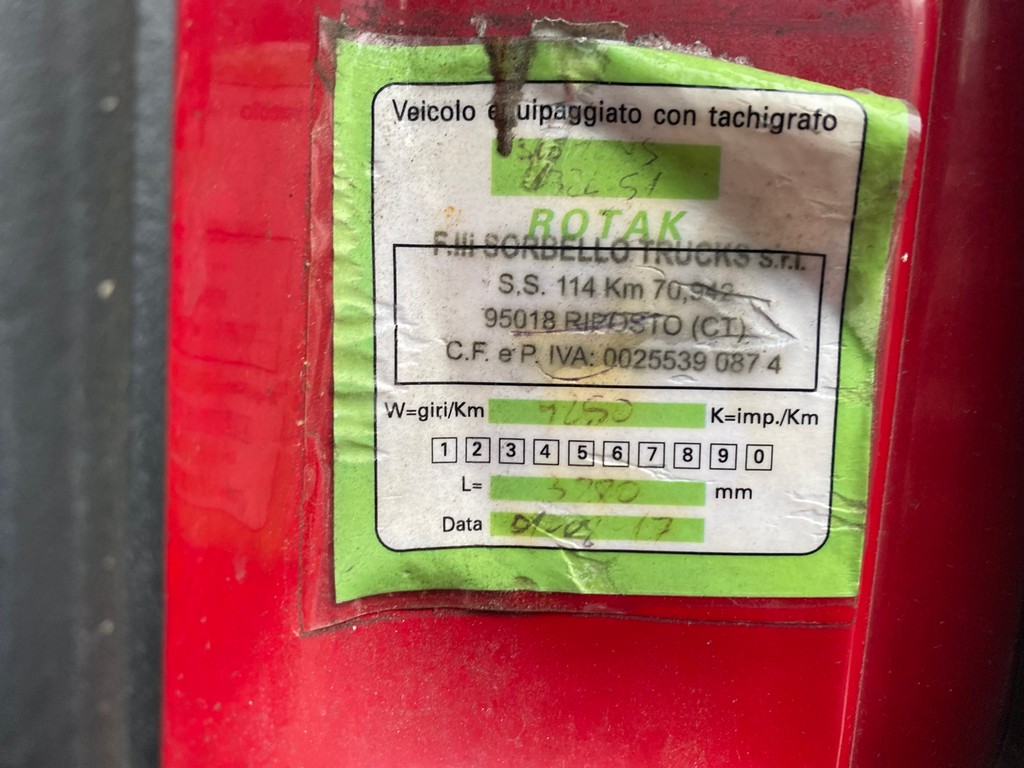 Veicolo equipaggiato con tachigrafo
ROTAK
F.lli SORBELLO TRUCKS S.r.l.
S.S. 114 Km 70,942
95018 RIPOSTO (CT)
C.F. e P. IVA: 0025539 087 4
W=giri/Km K=imp./Km
1 2 3 4 5 6 7 8 9 0
L= mm
Data